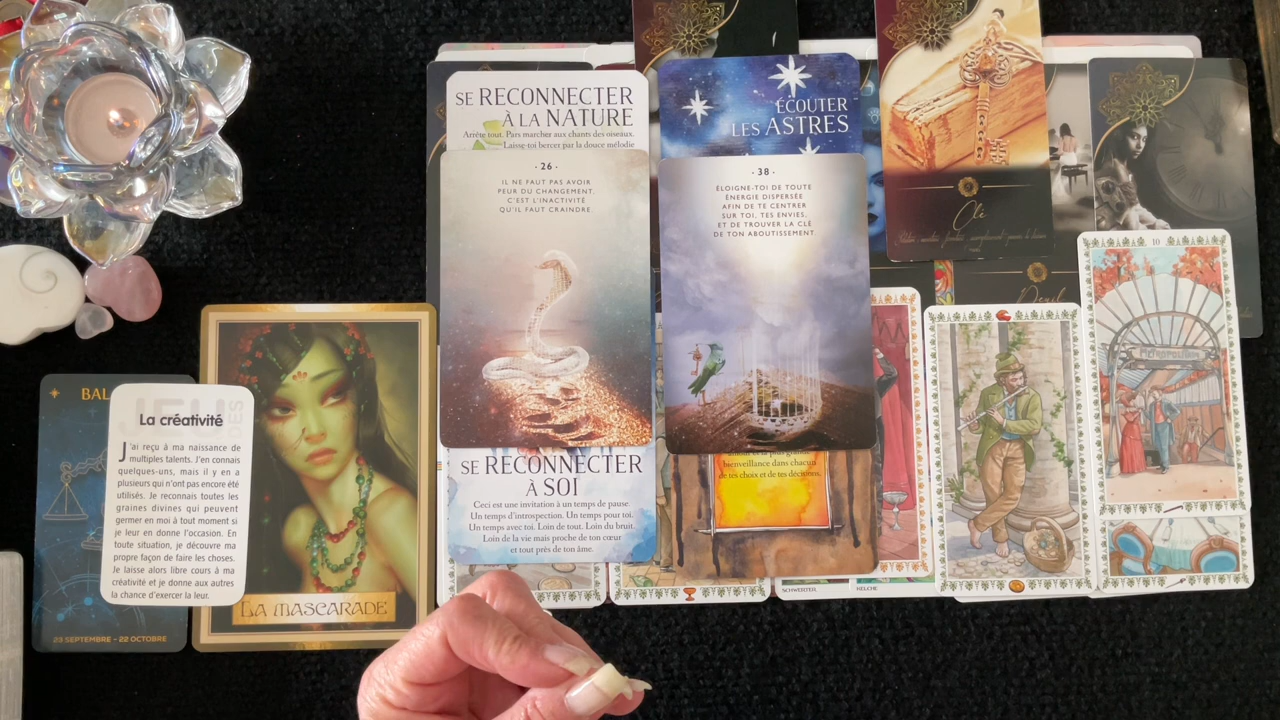 SE RECONNECTER
À LA NATURE
Arrête tout. Pars marcher aux chants des oiseaux.
Laisse-toi bercer par la douce mélodie
· 26 ·
IL NE FAUT PAS AVOIR
PEUR DU CHANGEMENT.
C'EST L'INACTIVITÉ
QU'IL FAUT CRAINDRE.
SE RECONNECTER
À SOI
Ceci est une invitation à un temps de pause.
Un temps d'introspection. Un temps pour toi.
Un temps avec toi. Loin de tout. Loin du bruit.
Loin de la vie mais proche de ton cœur
et tout près de ton âme.
ÉCOUTER
LES ASTRES
· 38 ·
ÉLOIGNE-TOI DE TOUTE
ÉNERGIE DISPERSÉE
AFIN DE TE CENTRER
SUR TOI, TES ENVIES,
ET DE TROUVER LA CLÉ
DE TON ABOUTISSEMENT.
bienveillance dans chacun
de tes choix et de tes décisions.
Clé
Deuil
10
METROPOLITAIN
SCHWERTER
KELCHE
BAL
23 SEPTEMBRE - 22 OCTOBRE
JEU
DES
La créativité
J'ai reçu à ma naissance de
multiples talents. J'en connais
quelques-uns, mais il y en a
plusieurs qui n'ont pas encore été
utilisés. Je reconnais toutes les
graines divines qui peuvent
germer en moi à tout moment si
je leur en donne l'occasion. En
toute situation, je découvre ma
propre façon de faire les choses.
Je laisse alors libre cours à ma
créativité et je donne aux autres
la chance d'exercer la leur.
LA MASCARADE